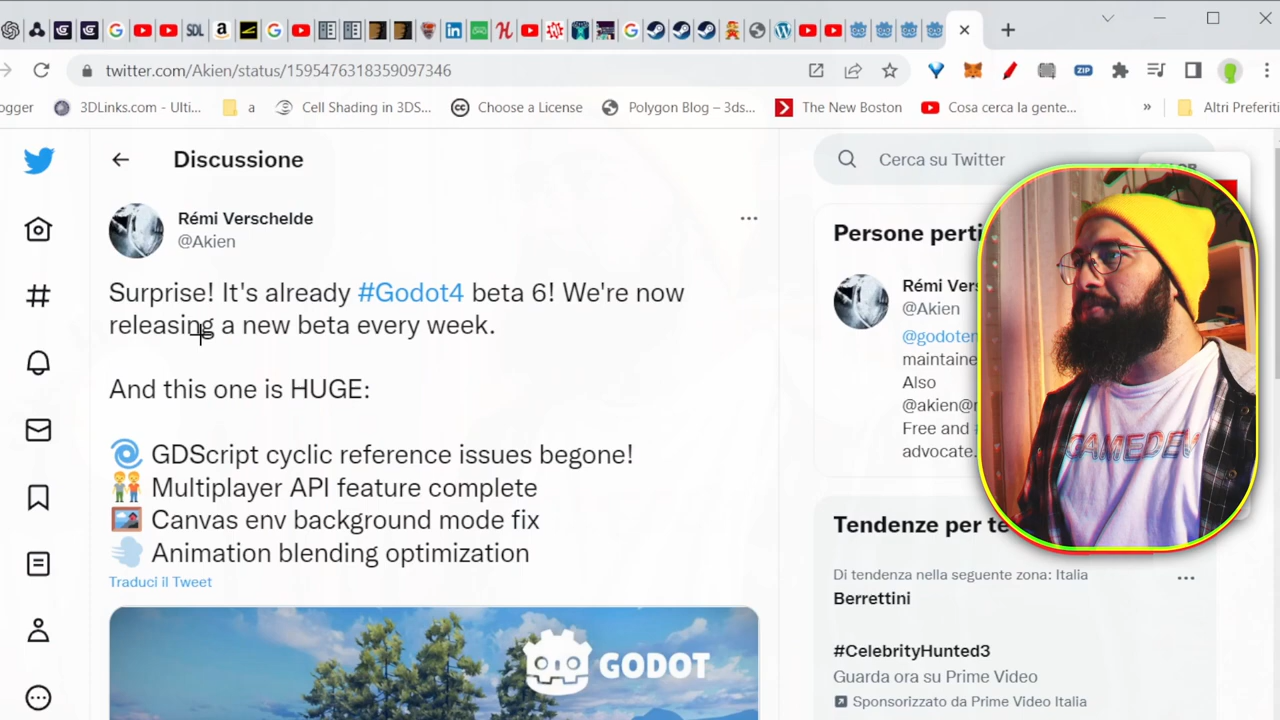 SDL
twitter.com/Akien/status/1595476318359097346
ZIP
ogger
3DLinks.com - Ulti...
a
Cell Shading in 3DS...
Choose a License
Polygon Blog – 3ds...
The New Boston
Cosa cerca la gente...
»
Altri Preferiti
Discussione
Cerca su Twitter
Rémi Verschelde
@Akien
Surprise! It's already #Godot4 beta 6! We're now
releasing a new beta every week.
And this one is HUGE:
GDScript cyclic reference issues begone!
Multiplayer API feature complete
Canvas env background mode fix
Animation blending optimization
Traduci il Tweet
GODOT
Persone perti
Rémi Vers
@Akien
@godoten
maintaine
Also
@akien@m
Free and
advocate.
GAMEDEV
Tendenze per te
Di tendenza nella seguente zona: Italia
Berrettini
#CelebrityHunted3
Guarda ora su Prime Video
Sponsorizzato da Prime Video Italia